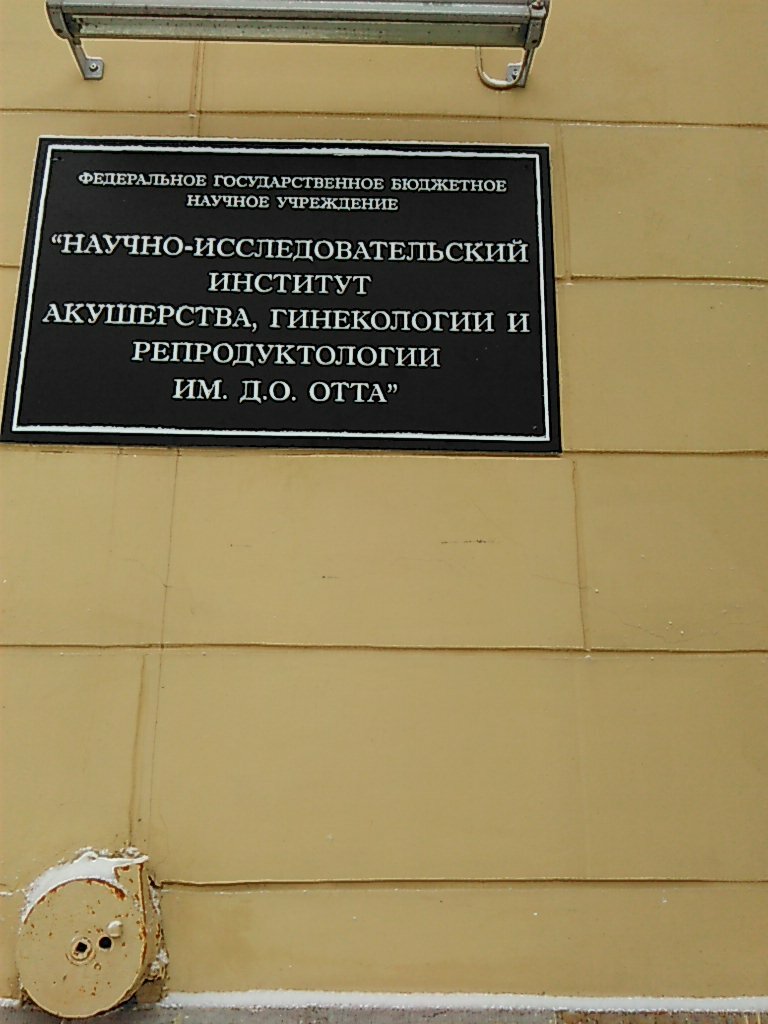 ФЕДЕРАЛЬНОЕ ГОСУДАРСТВЕННОЕ БЮДЖЕТНОЕ
НАУЧНОЕ УЧРЕЖДЕНИЕ
“НАУЧНО-ИССЛЕДОВАТЕЛЬСКИЙ
ИНСТИТУТ
АКУШЕРСТВА, ГИНЕКОЛОГИИ И
РЕПРОДУКТОЛОГИИ
ИМ. Д.О. ОТТА”